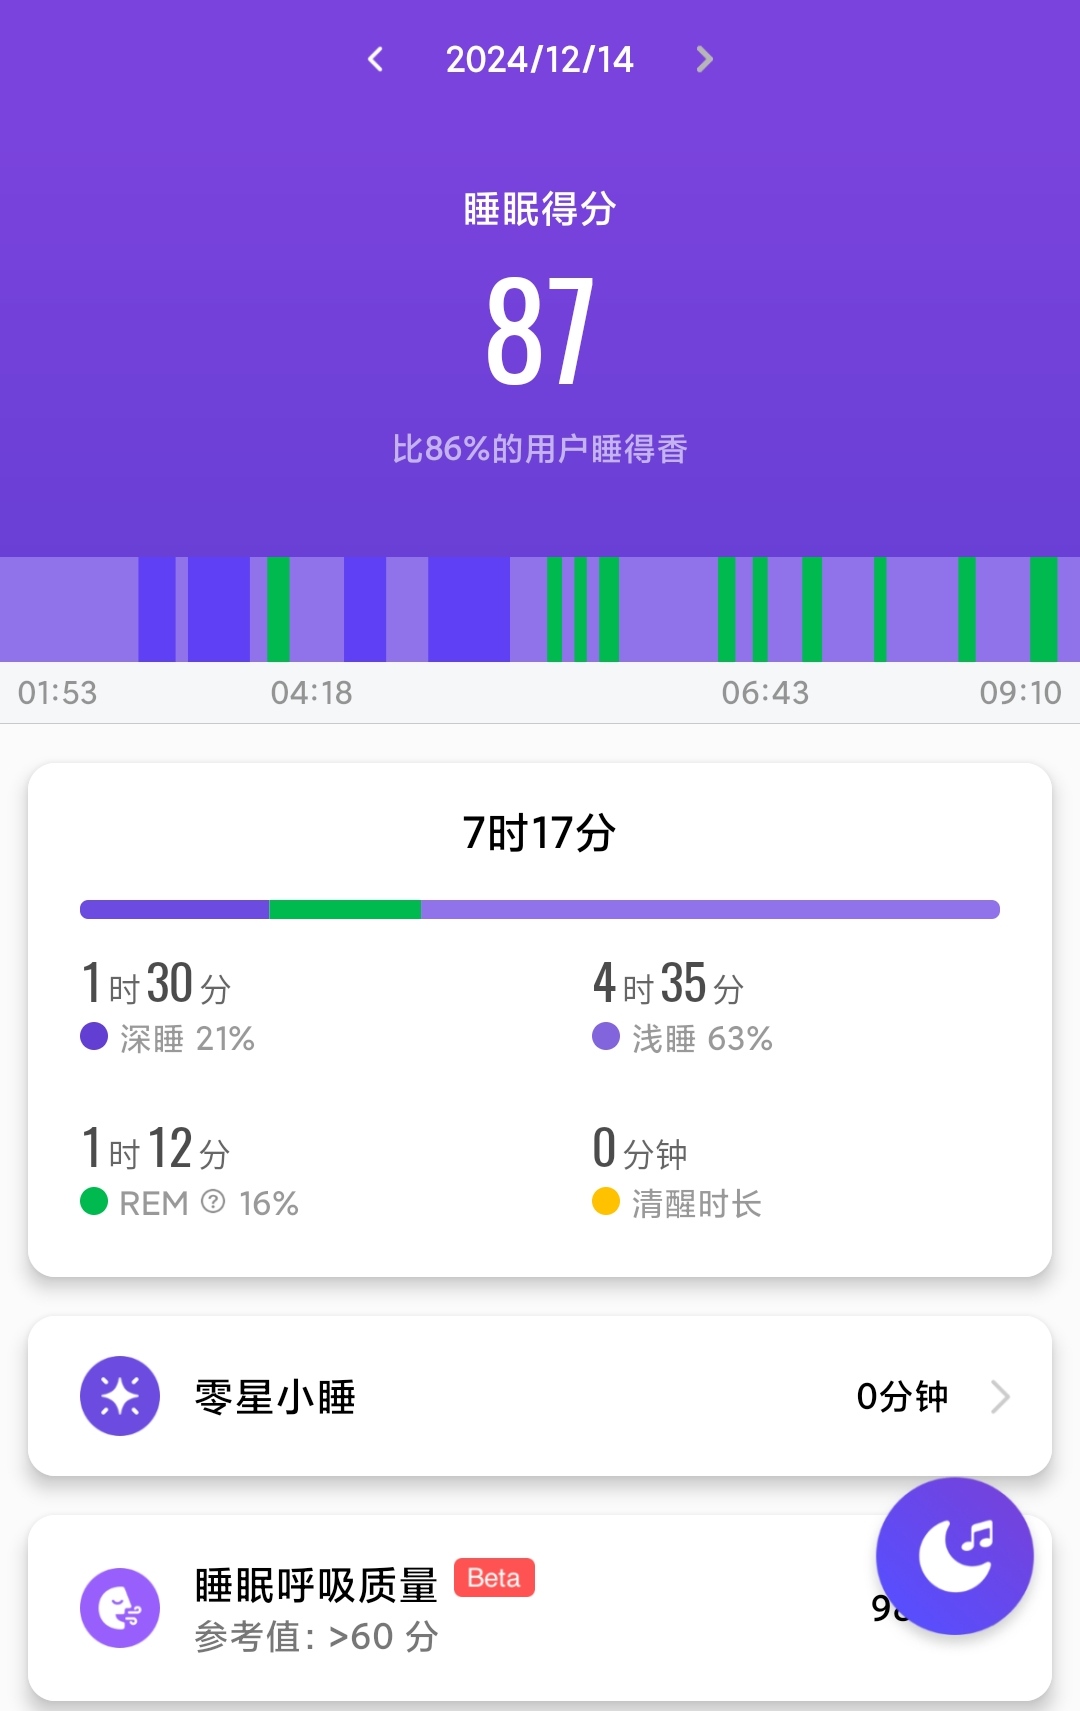 2024/12/14
睡眠得分
87
比86%的用户睡得香
01:53 04:18 06:43 09:10
7时17分
1时30分 4时35分
深睡 21% 浅睡 63%
1时12分 0分钟
REM ? 16% 清醒时长
零星小睡 0分钟
睡眠呼吸质量 Beta
参考值: >60 分